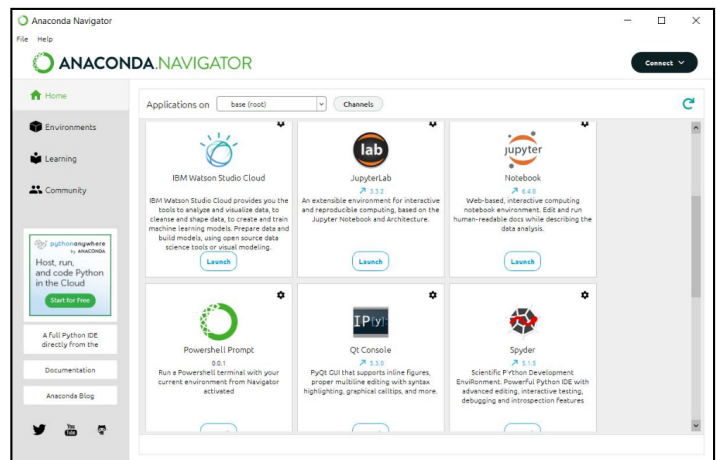 Anaconda Navigator
File Help
ANACONDA.NAVIGATOR
Connect
Home
Environments
Learning
Community
pythonanywhere
by ANACONDA
Host, run,
and code Python
in the Cloud
Start for Free
A full Python IDE
directly from the
Documentation
Anaconda Blog
You
Tube
Applications on base (root) Channels
IBM Watson Studio Cloud
IBM Watson Studio Cloud provides you the
tools to analyze and visualize data, to
cleanse and shape data, to create and train
machine learning models. Prepare data and
build models, using open source data
science tools or visual modeling.
Launch
lab
JupyterLab
3.3.2
An extensible environment for interactive
and reproducible computing, based on the
Jupyter Notebook and Architecture.
Launch
jupyter
Notebook
6.4.8
Web-based, interactive computing
notebook environment. Edit and run
human-readable docs while describing the
data analysis.
Launch
Powershell Prompt
0.0.1
Run a Powershell terminal with your
current environment from Navigator
activated
IP[y]:
Qt Console
5.3.0
PyQt GUI that supports inline figures,
proper multiline editing with syntax
highlighting, graphical calltips, and more.
Spyder
5.1.5
Scientific PYthon Development
EnviRonment. Powerful Python IDE with
advanced editing, interactive testing,
debugging and introspection features